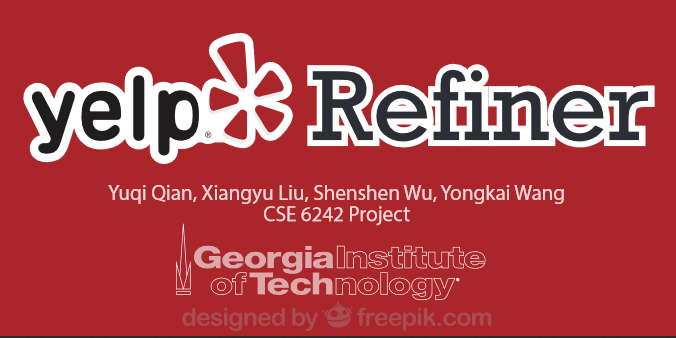 yelp® Refiner
Yuqi Qian, Xiangyu Liu, Shenshen Wu, Yongkai Wang
CSE 6242 Project
Georgia Institute
of Technology
designed by freepik.com